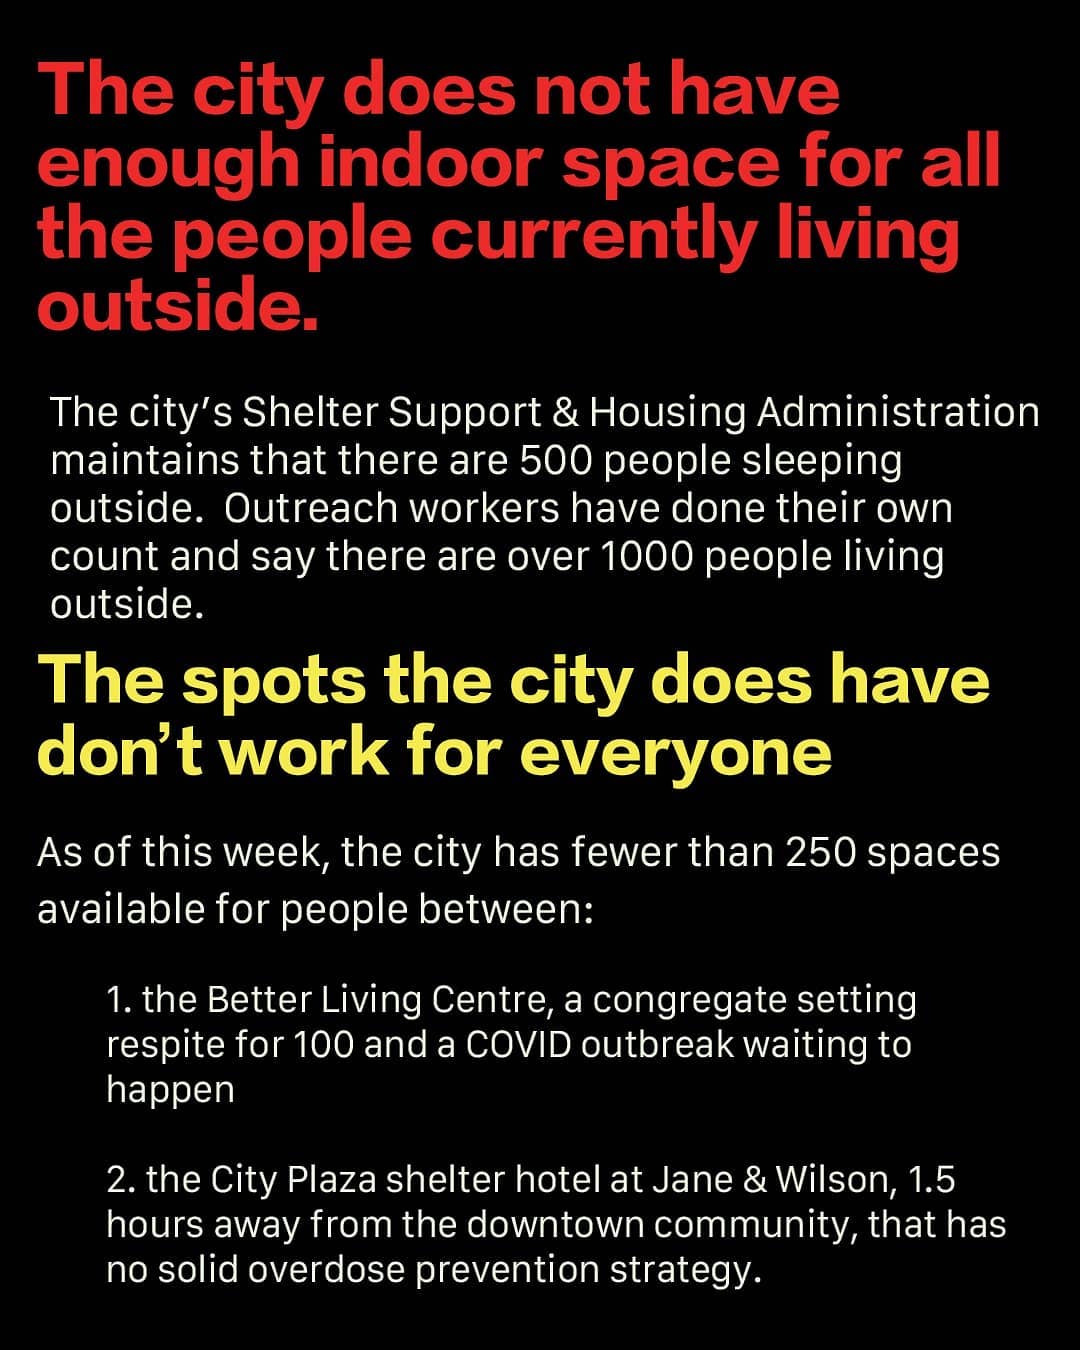 The city does not have
enough indoor space for all
the people currently living
outside.
The city’s Shelter Support & Housing Administration
maintains that there are 500 people sleeping
outside.  Outreach workers have done their own
count and say there are over 1000 people living
outside.
The spots the city does have
don’t work for everyone
As of this week, the city has fewer than 250 spaces
available for people between:
1. the Better Living Centre, a congregate setting
respite for 100 and a COVID outbreak waiting to
happen
2. the City Plaza shelter hotel at Jane & Wilson, 1.5
hours away from the downtown community, that has
no solid overdose prevention strategy.